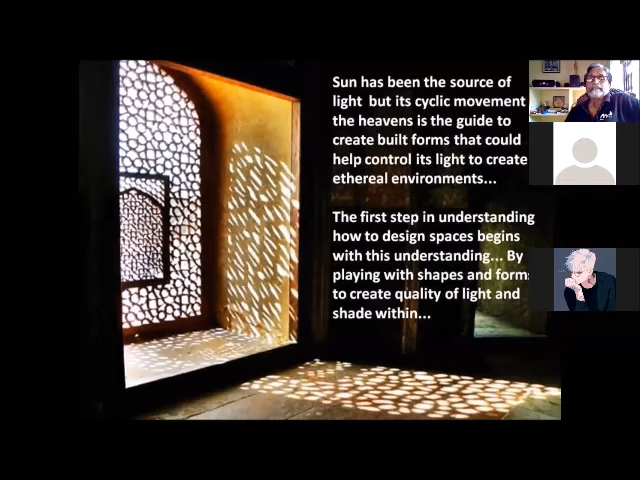 Sun has been the source of
light but its cyclic movement
the heavens is the guide to
create built forms that could
help control its light to create
ethereal environments...
The first step in understanding
how to design spaces begins
with this understanding... By
playing with shapes and form
to create quality of light and
shade within...